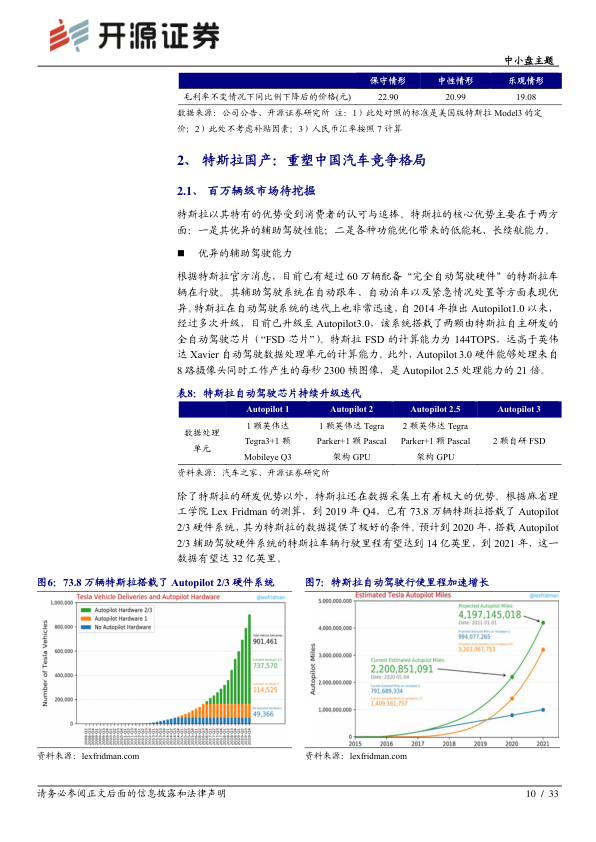 开源证券
中小盘主题
保守情形 中性情形 乐观情形
毛利率不变情况下同比例下降后的价格(元) 22.90 20.99 19.08
数据来源：公司公告、开源证券研究所 注：1）此处对照的标准是美国版特斯拉 Model3 的定
价；2）此处不考虑补贴因素；3）人民币汇率按照 7 计算
2、 特斯拉国产：重塑中国汽车竞争格局
2.1、 百万辆级市场待挖掘
特斯拉以其特有的优势受到消费者的认可与追捧。特斯拉的核心优势主要在于两方
面：一是其优异的辅助驾驶性能；二是各种功能优化带来的低能耗、长续航能力。
■ 优异的辅助驾驶能力
根据特斯拉官方消息，目前已有超过 60 万辆配备“完全自动驾驶硬件”的特斯拉车
辆在行驶。其辅助驾驶系统在自动跟车、自动泊车以及紧急情况处置等方面表现优
异。特斯拉在自动驾驶系统的迭代上也非常迅速，自 2014 年推出 Autopilot1.0 以来，
经过多次升级，目前已升级至 Autopilot3.0，该系统搭载了两颗由特斯拉自主研发的
全自动驾驶芯片（“FSD 芯片”）。特斯拉 FSD 的计算能力为 144TOPS，远高于英伟
达 Xavier 自动驾驶数据处理单元的计算能力。此外，Autopilot 3.0 硬件能够处理来自
8 路摄像头同时工作产生的每秒 2300 帧图像，是 Autopilot 2.5 处理能力的 21 倍。
表8：特斯拉自动驾驶芯片持续升级迭代
Autopilot 1 Autopilot 2 Autopilot 2.5 Autopilot 3
数据处理
单元
1 颗英伟达
Tegra3+1 颗
Mobileye Q3
1 颗英伟达 Tegra
Parker+1 颗 Pascal
架构 GPU
2 颗英伟达 Tegra
Parker+1 颗 Pascal
架构 GPU
2 颗自研 FSD
资料来源：汽车之家、开源证券研究所
除了特斯拉的研发优势以外，特斯拉还在数据采集上有着极大的优势。根据麻省理
工学院 Lex Fridman 的测算，到 2019 年 Q4，已有 73.8 万辆特斯拉搭载了 Autopilot
2/3 硬件系统，其为特斯拉的数据提供了极好的条件。预计到 2020 年，搭载 Autopilot
2/3 辅助驾驶硬件系统的特斯拉车辆行驶里程有望达到 14 亿英里，到 2021 年，这一
数据有望达 32 亿英里。
图6：73.8 万辆特斯拉搭载了 Autopilot 2/3 硬件系统
Tesla Vehicle Deliveries and Autopilot Hardware
@lexfridman
Number of Tesla Vehicles
1,000,000
800,000
600,000
400,000
200,000
0
Autopilot Hardware 2/3
Autopilot Hardware 1
No Autopilot Hardware
Total Vehicle Deliveries:
901,461
737,570
114,525
49,366
资料来源：lexfridman.com
图7：特斯拉自动驾驶行使里程加速增长
Estimated Tesla Autopilot Miles
@lexfridman
Autopilot Miles
5,000,000,000
4,000,000,000
3,000,000,000
2,000,000,000
1,000,000,000
0
Projected Autopilot Miles:
4,197,145,018
Date: 2021-01-01
994,077,265
3,203,067,753
Current Estimated Autopilot Miles:
2,200,851,091
Date: 2020-01-04
791,689,334
1,409,161,757
2015 2016 2017 2018 2019 2020 2021
资料来源：lexfridman.com
请务必参阅正文后面的信息披露和法律声明
10 / 33